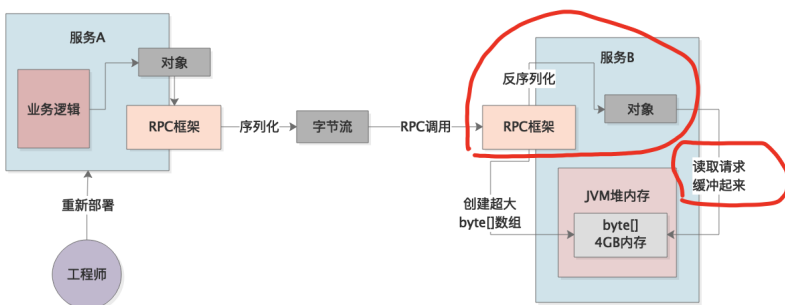 服务A
对象
业务逻辑
RPC框架
序列化
字节流
RPC调用
重新部署
工程师
服务B
反序列化
RPC框架
对象
读取请求
缓冲起来
创建超大
byte[]数组
JVM堆内存
byte[]
4GB内存